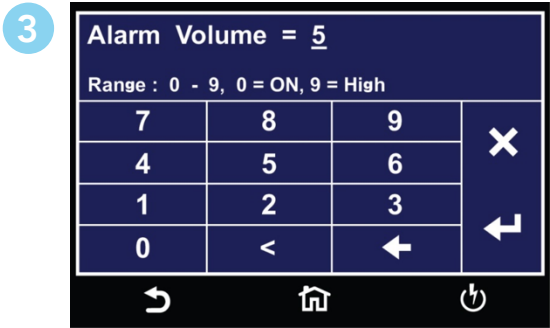 3
Alarm Volume = 5
Range : 0 - 9, 0 = ON, 9 = High
7 8 9
4 5 6
1 2 3
0 <